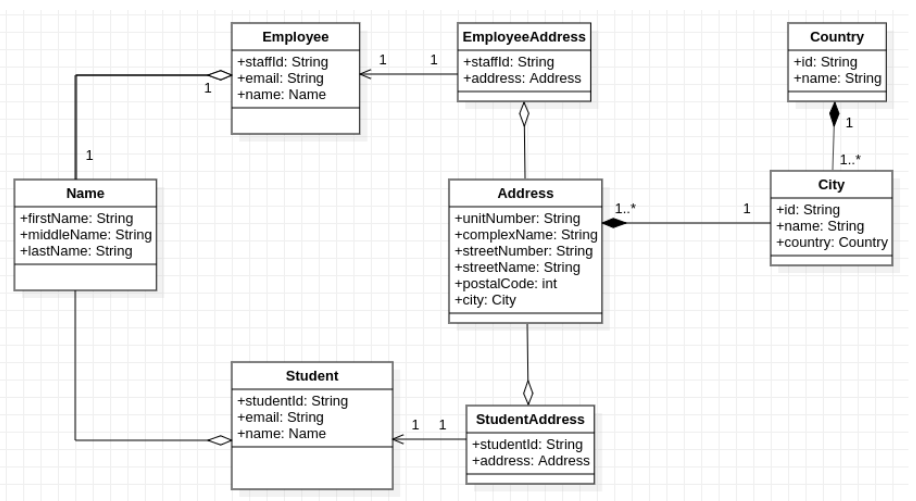 Employee
+staffId: String
+email: String
+name: Name
1
1
1
1
EmployeeAddress
+staffId: String
+address: Address
Country
+id: String
+name: String
1
1..*
Name
+firstName: String
+middleName: String
+lastName: String
Address
+unitNumber: String
+complexName: String
+streetNumber: String
+streetName: String
+postalCode: int
+city: City
1..*
1
City
+id: String
+name: String
+country: Country
Student
+studentId: String
+email: String
+name: Name
1
1
StudentAddress
+studentId: String
+address: Address